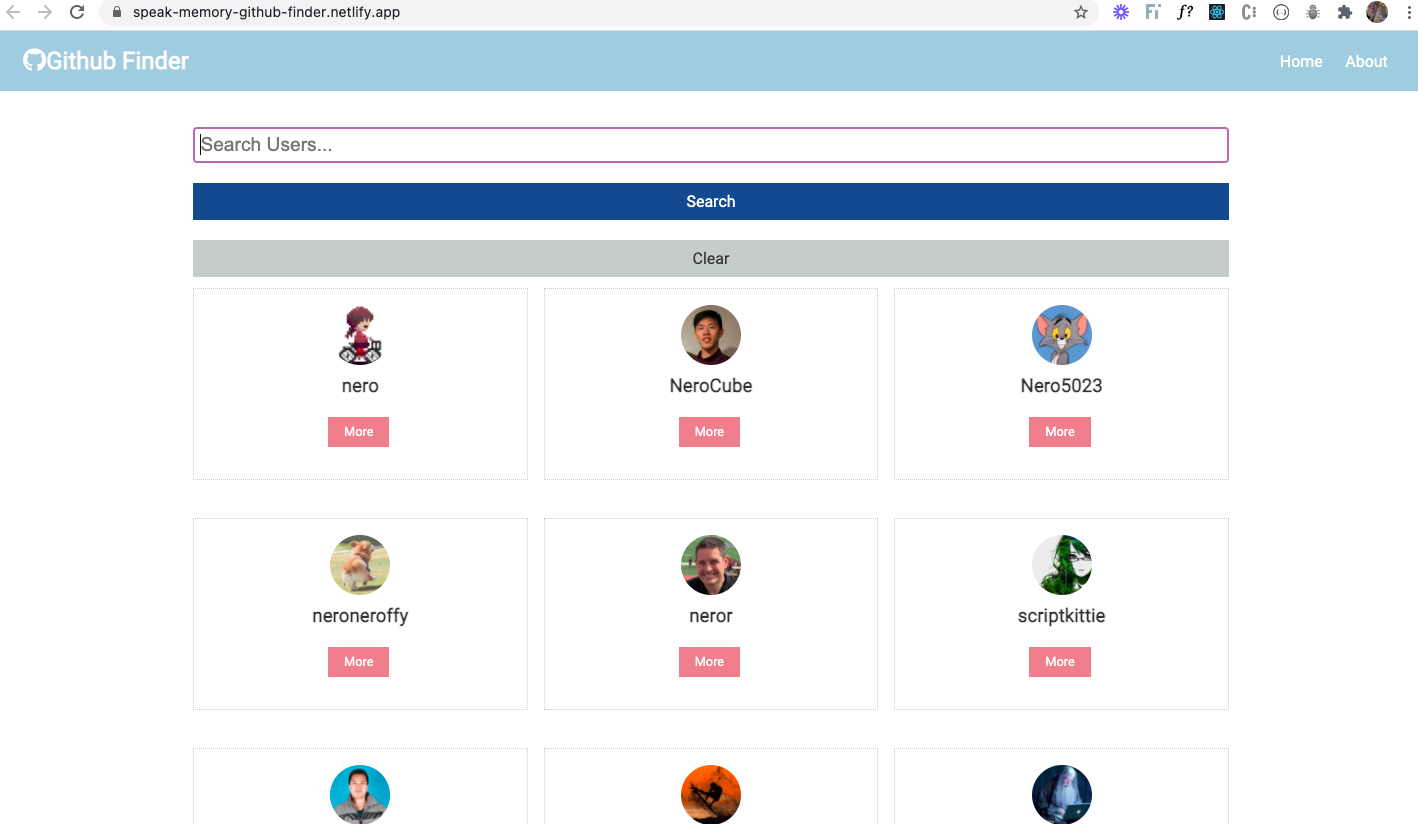 speak-memory-github-finder.netlify.app
Github Finder
Home About
Search Users...
Search
Clear
nero NeroCube Nero5023
More More More
neroneroffy neror scriptkittie
More More More